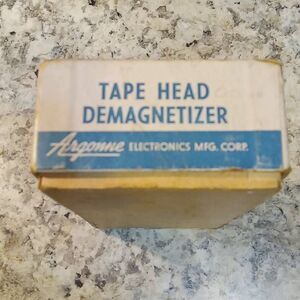 TAPE HEAD
DEMAGNETIZER
Argonne ELECTRONICS MFG. CORP.